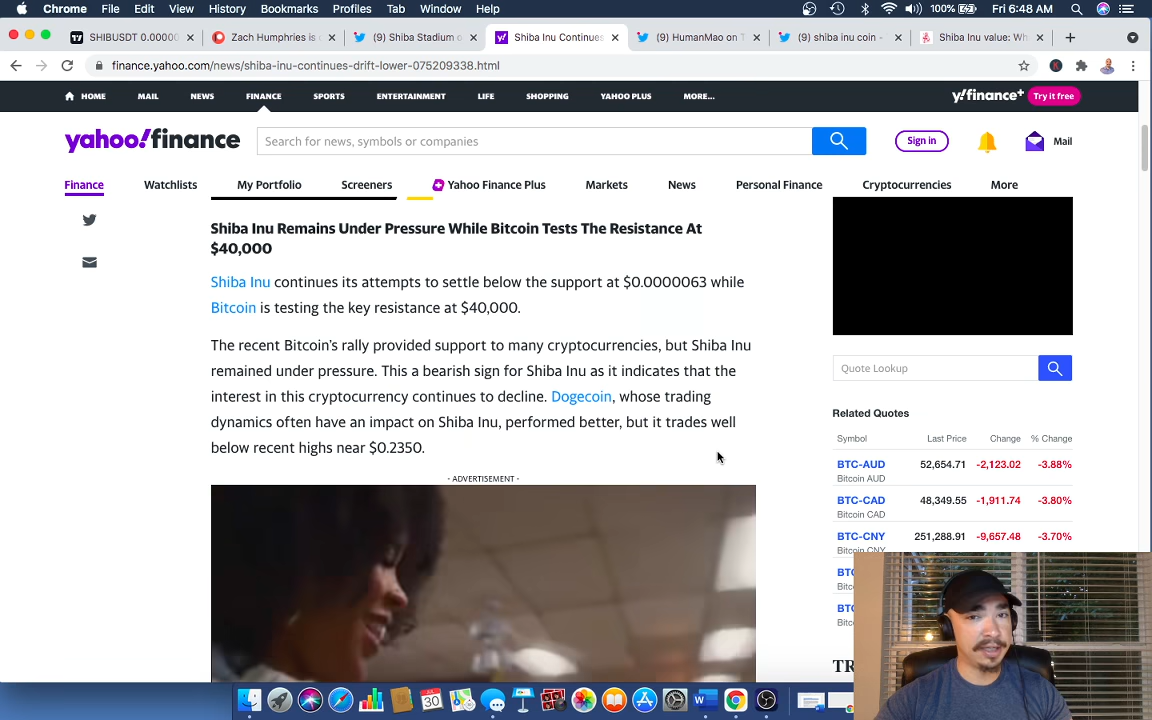 Chrome File Edit View History Bookmarks Profiles Tab Window Help 100% Fri 6:48 AM
SHIBUSDT 0.0000 Zach Humphries is (9) Shiba Stadium o Shiba Inu Continues (9) HumanMao on T (9) shiba inu coin - Shiba Inu value: Wh
finance.yahoo.com/news/shiba-inu-continues-drift-lower-075209338.html
HOME MAIL NEWS FINANCE SPORTS ENTERTAINMENT LIFE SHOPPING YAHOO PLUS MORE... y!finance+ Try it free
yahoo!finance Search for news, symbols or companies Sign in Mail
Finance Watchlists My Portfolio Screeners Yahoo Finance Plus Markets News Personal Finance Cryptocurrencies More
Shiba Inu Remains Under Pressure While Bitcoin Tests The Resistance At
$40,000
Shiba Inu continues its attempts to settle below the support at $0.0000063 while
Bitcoin is testing the key resistance at $40,000.
The recent Bitcoin's rally provided support to many cryptocurrencies, but Shiba Inu
remained under pressure. This a bearish sign for Shiba Inu as it indicates that the
interest in this cryptocurrency continues to decline. Dogecoin, whose trading
dynamics often have an impact on Shiba Inu, performed better, but it trades well
below recent highs near $0.2350.
- ADVERTISEMENT -
Quote Lookup
Related Quotes
Symbol Last Price Change % Change
BTC-AUD 52,654.71 -2,123.02 -3.88%
Bitcoin AUD
BTC-CAD 48,349.55 -1,911.74 -3.80%
Bitcoin CAD
BTC-CNY 251,288.91 -9,657.48 -3.70%
Bitcoin CNY
BT
Bitc
BT
Bitc
TR
JUL
30